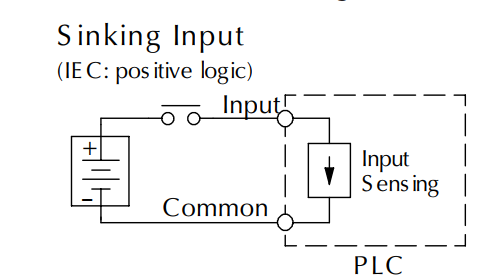 Sinking Input
(IEC: positive logic)
Input
+
Input
Sensing
-
Common
PLC